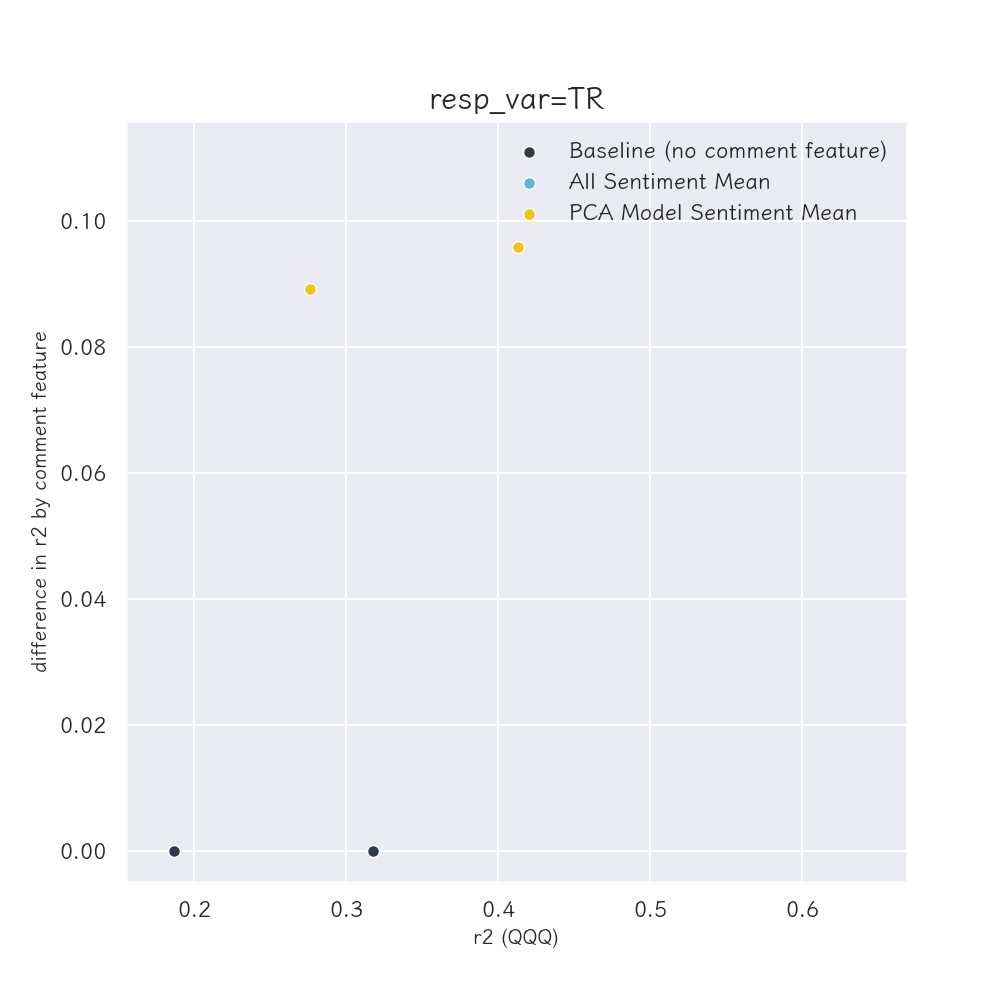 resp_var=TR
Baseline (no comment feature)
All Sentiment Mean
PCA Model Sentiment Mean
0.10
0.08
0.06
0.04
0.02
0.00
difference in r2 by comment feature
0.2 0.3 0.4 0.5 0.6
r2 (QQQ)